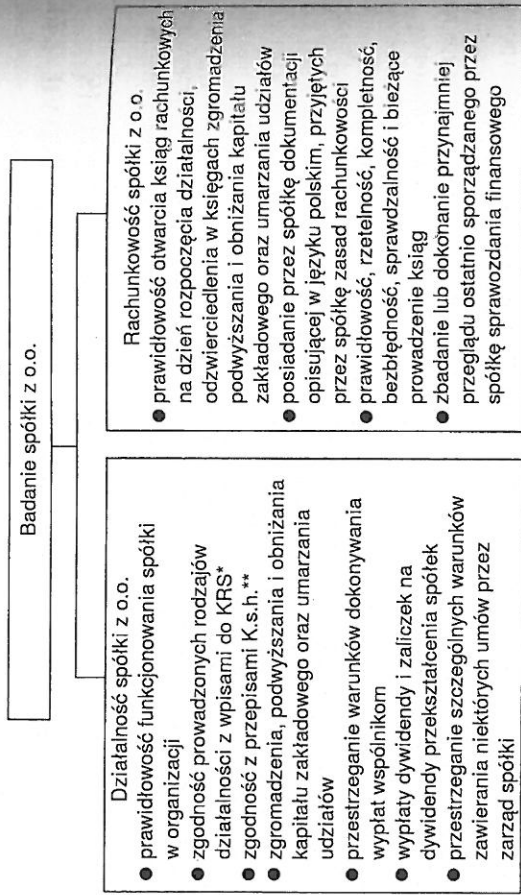 Badanie spółki z o.o.
Działalność spółki z o.o.
● prawidłowość funkcjonowania spółki
w organizacji
● zgodność prowadzonych rodzajów
działalności z wpisami do KRS*
● zgodność z przepisami K.s.h.**
● zgromadzenia, podwyższania i obniżania
kapitału zakładowego oraz umarzania
udziałów
● przestrzeganie warunków dokonywania
wypłat wspólnikom
● wypłaty dywidendy i zaliczek na
dywidendy przekształcenia spółek
● przestrzeganie szczególnych warunków
zawierania niektórych umów przez
zarząd spółki
Rachunkowość spółki z o.o.
● prawidłowość otwarcia ksiąg rachunkowych
na dzień rozpoczęcia działalności,
odzwierciedlenia w księgach zgromadzenia
podwyższania i obniżania kapitału
zakładowego oraz umarzania udziałów
● posiadanie przez spółkę dokumentacji
opisującej w języku polskim, przyjętych
przez spółkę zasad rachunkowości
● prawidłowość, rzetelność, kompletność,
bezbłędność, sprawdzalność i bieżące
prowadzenie ksiąg
● zbadanie lub dokonanie przynajmniej
przeglądu ostatnio sporządzanego przez
spółkę sprawozdania finansowego